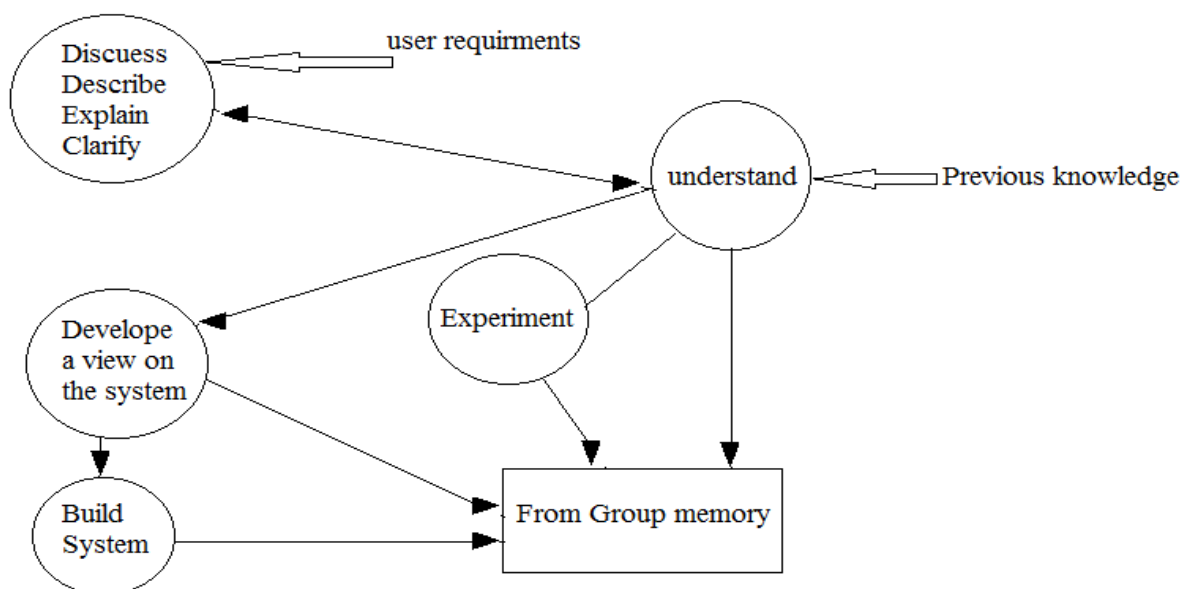 user requirments
Discuess
Describe
Explain
Clarify
understand
Previous knowledge
Experiment
Develope
a view on
the system
From Group memory
Build
System